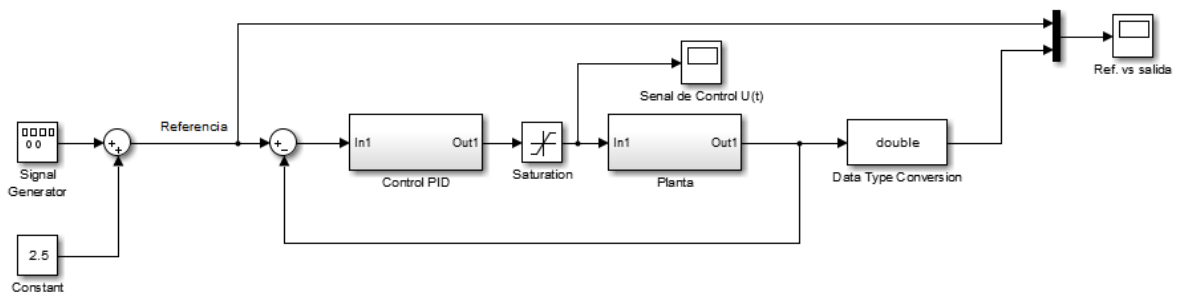 Ref. vs salida
Senal de Control U(t)
Referencia
Signal
Generator
In1
Out1
Control PID
Saturation
In1
Out1
Planta
double
Data Type Conversion
2.5
Constant